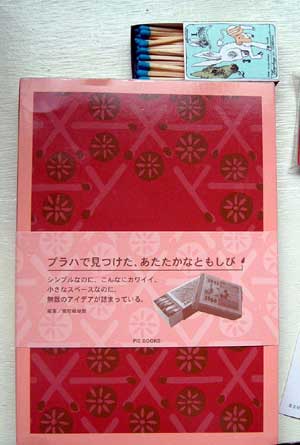 プラハで見つけた、あたたかなともしび
シンプルなのに、こんなにカワイイ。
小さなスペースなのに、
無数のアイデアが詰まっている。
PIE BOOKS